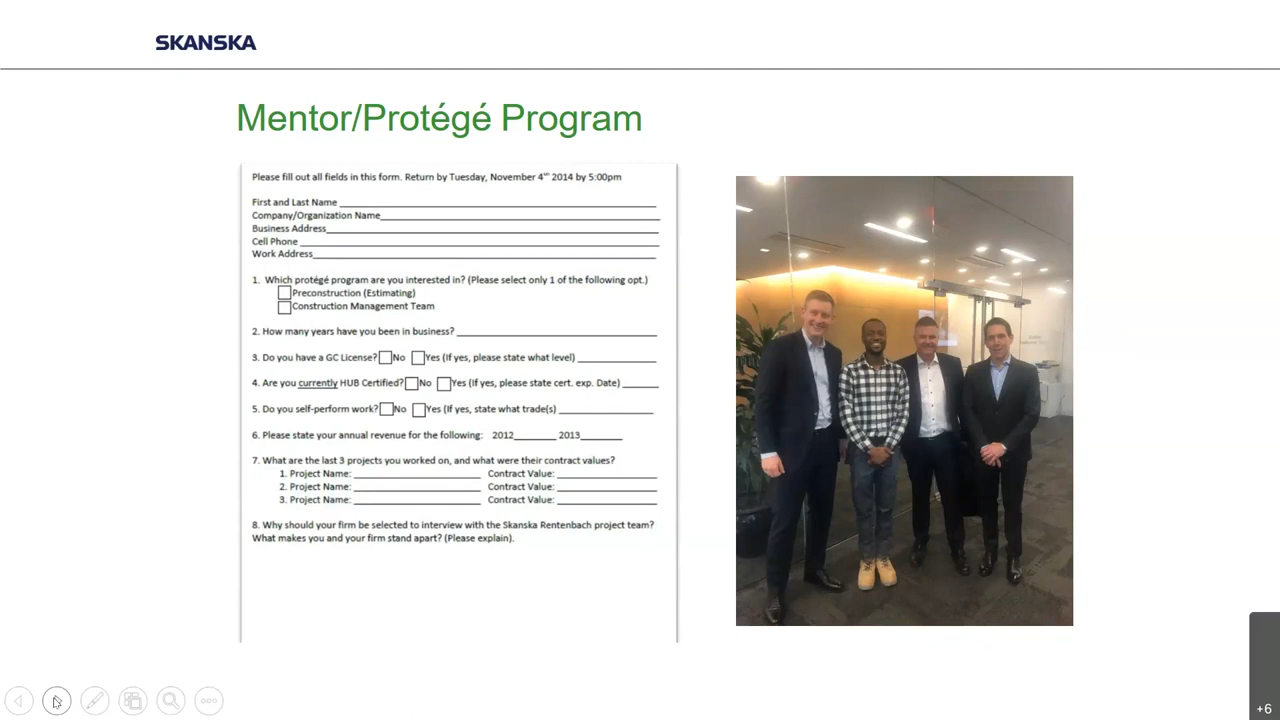 SKANSKA
Mentor/Protégé Program
Please fill out all fields in this form. Return by Tuesday, November 4th 2014 by 5:00pm
First and Last Name
Company/Organization Name
Business Address
Cell Phone
Work Address
1. Which protégé program are you interested in? (Please select only 1 of the following opt.)
Preconstruction (Estimating)
Construction Management Team
2. How many years have you been in business?
3. Do you have a GC License? No Yes (If yes, please state what level)
4. Are you currently HUB Certified? No Yes (If yes, please state cert. exp. Date)
5. Do you self-perform work? No Yes (If yes, state what trade(s)
6. Please state your annual revenue for the following: 2012 2013
7. What are the last 3 projects you worked on, and what were their contract values?
1. Project Name: Contract Value:
2. Project Name: Contract Value:
3. Project Name: Contract Value:
8. Why should your firm be selected to interview with the Skanska Rentenbach project team?
What makes you and your firm stand apart? (Please explain).
+6